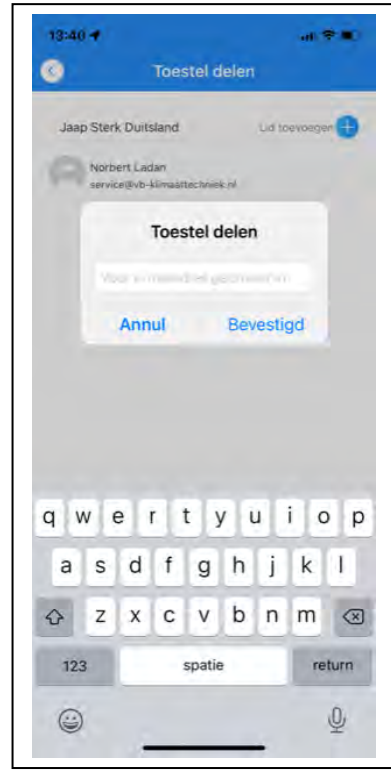 13:40
Toestel delen
Jaap Sterk Duitsland Lid toevoegen
Norbert Ladan
service@vb-klimaattechniek.nl
Toestel delen
Annul Bevestigd
q w e r t y u i o p
a s d f g h j k l
z x c v b n m
123 spatie return